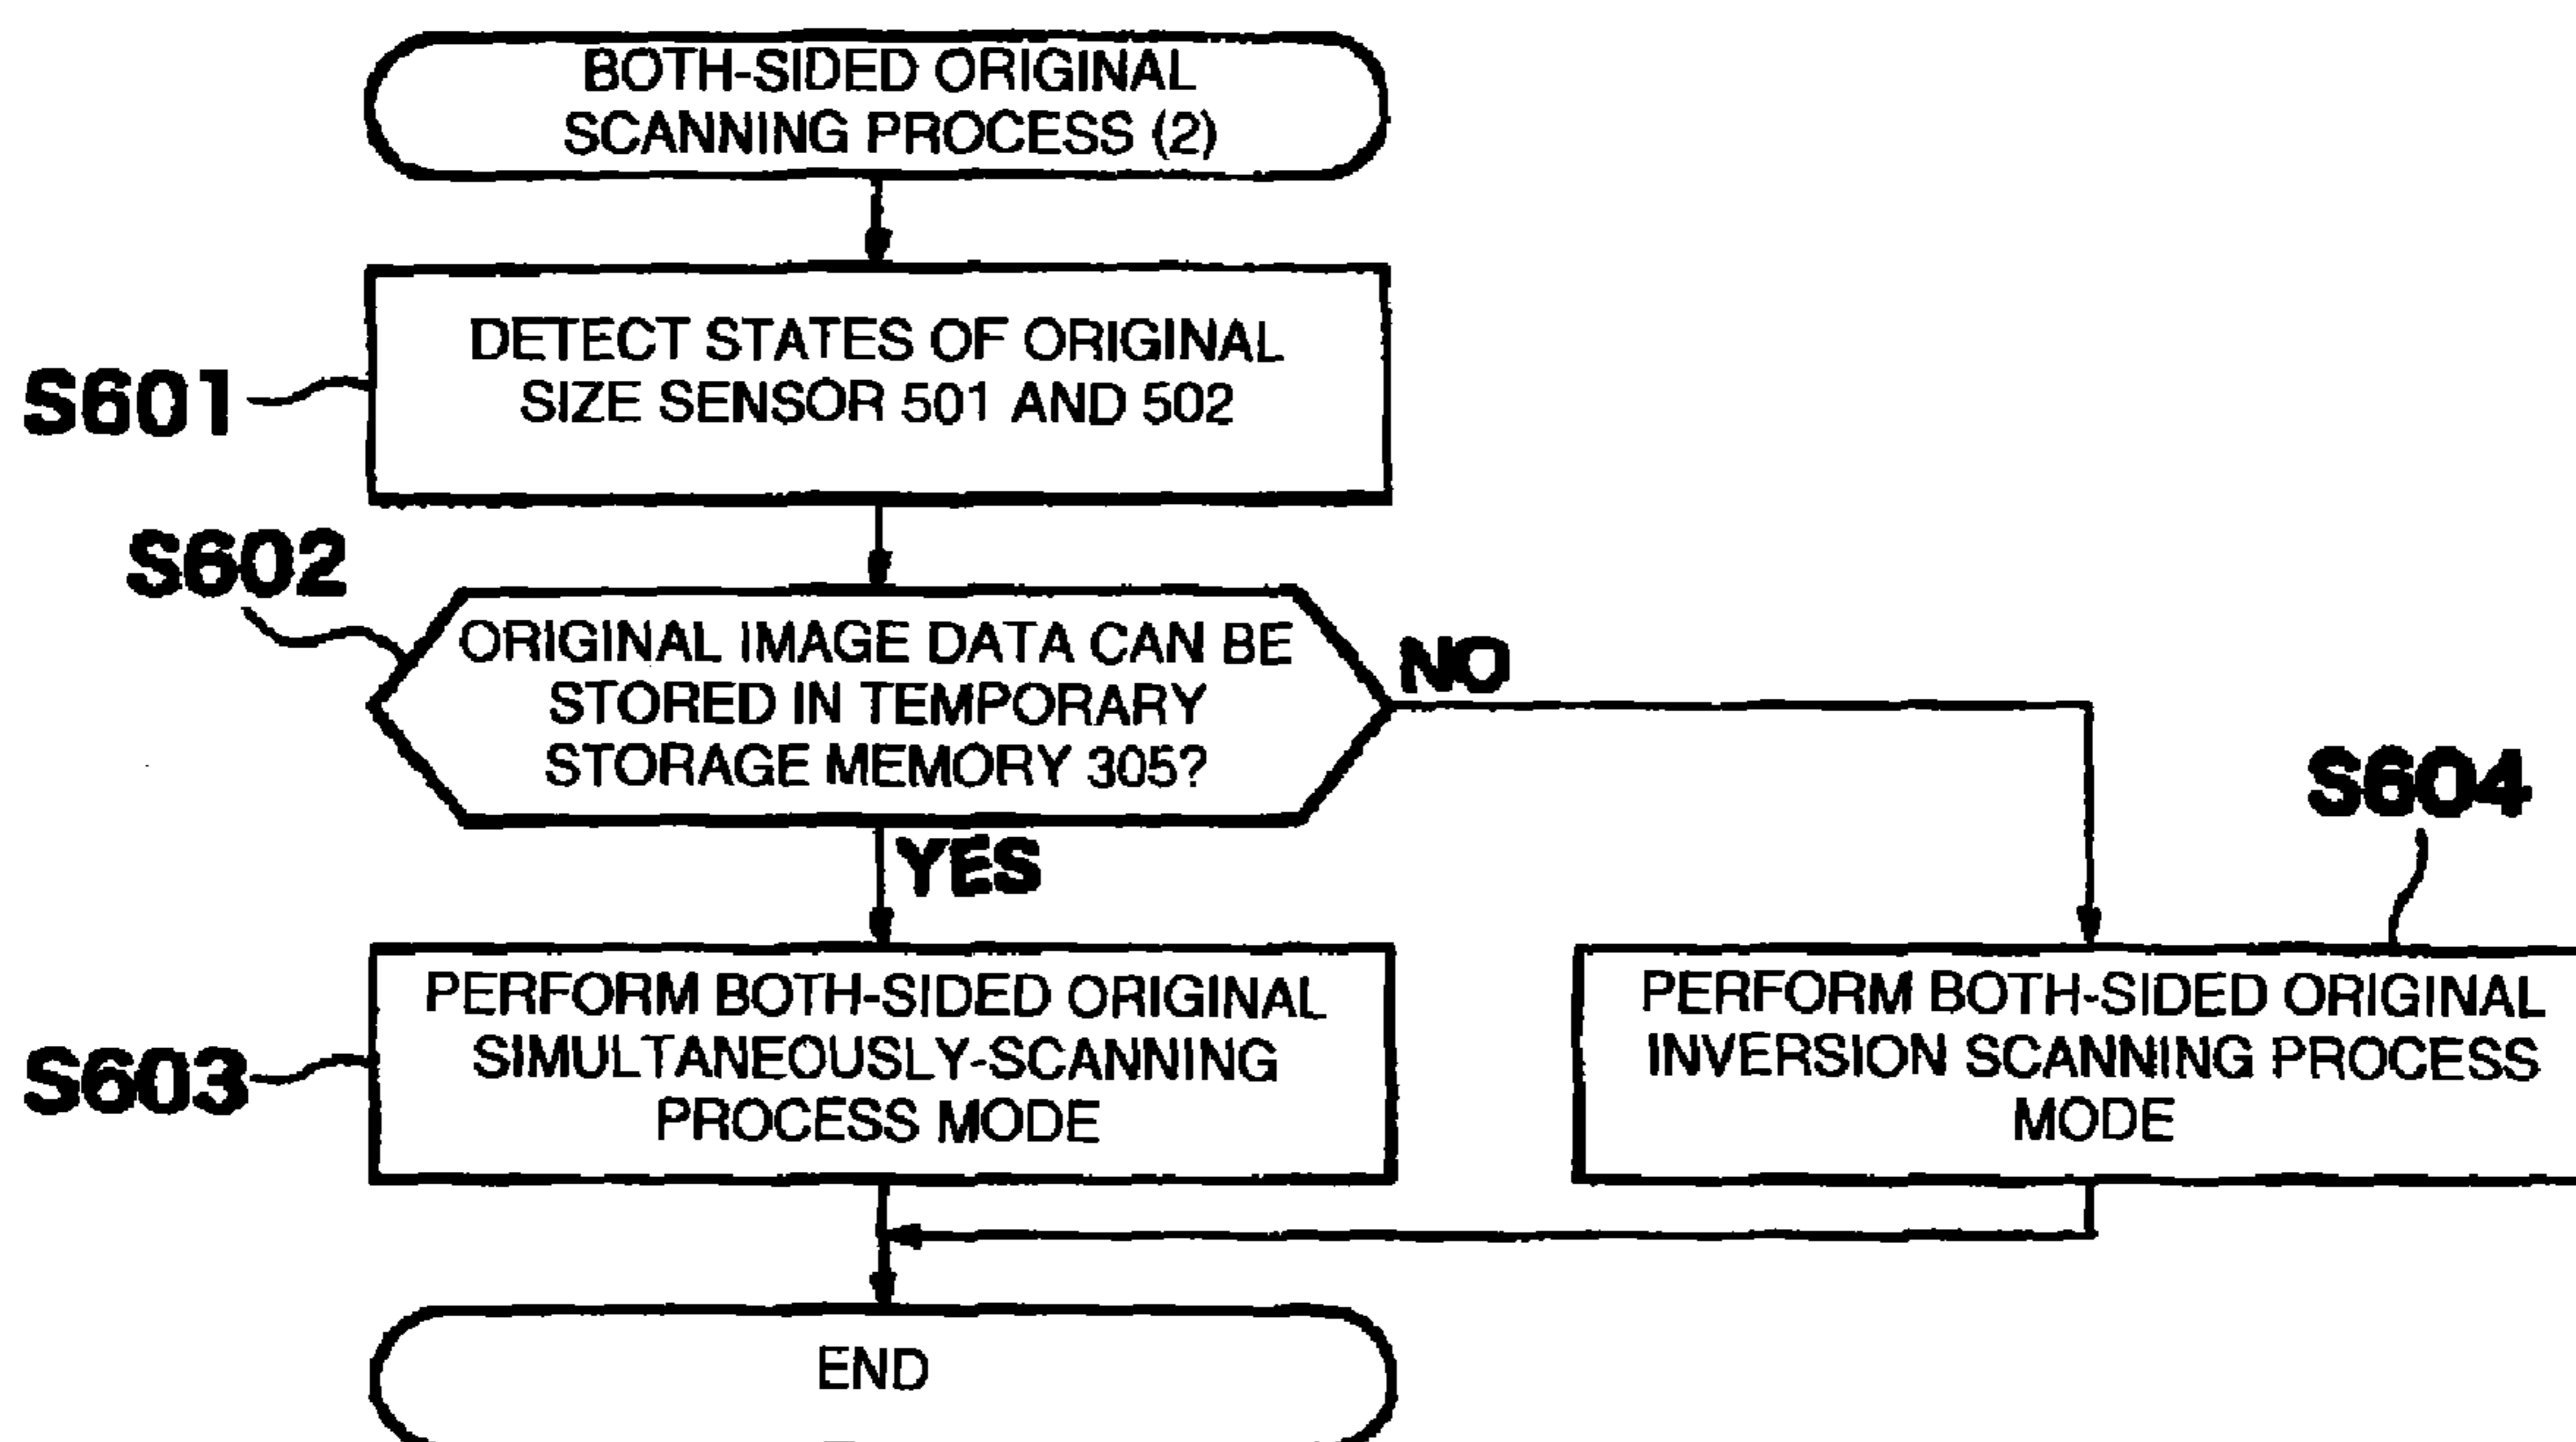 BOTH-SIDED ORIGINAL
SCANNING PROCESS (2)
S601
DETECT STATES OF ORIGINAL
SIZE SENSOR 501 AND 502
S602
ORIGINAL IMAGE DATA CAN BE
STORED IN TEMPORARY
STORAGE MEMORY 305?
NO
YES
S603
PERFORM BOTH-SIDED ORIGINAL
SIMULTANEOUSLY-SCANNING
PROCESS MODE
S604
PERFORM BOTH-SIDED ORIGINAL
INVERSION SCANNING PROCESS
MODE
END